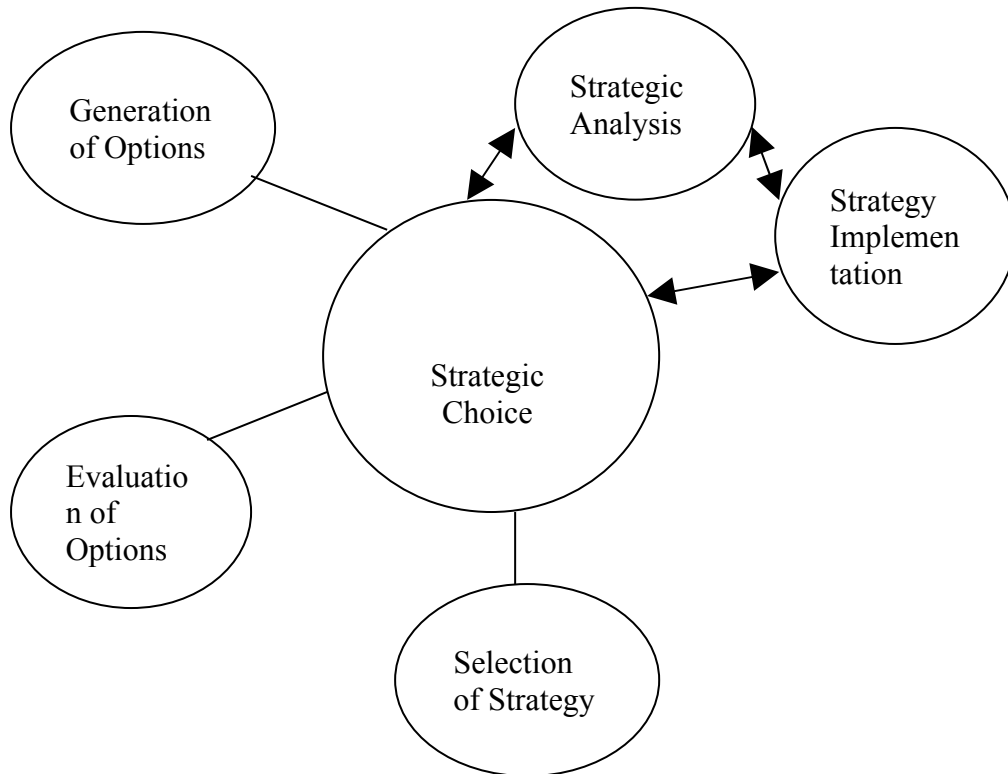 Generation
of Options
Strategic
Analysis
Strategy
Implemen
tation
Strategic
Choice
Evaluatio
n of
Options
Selection
of Strategy